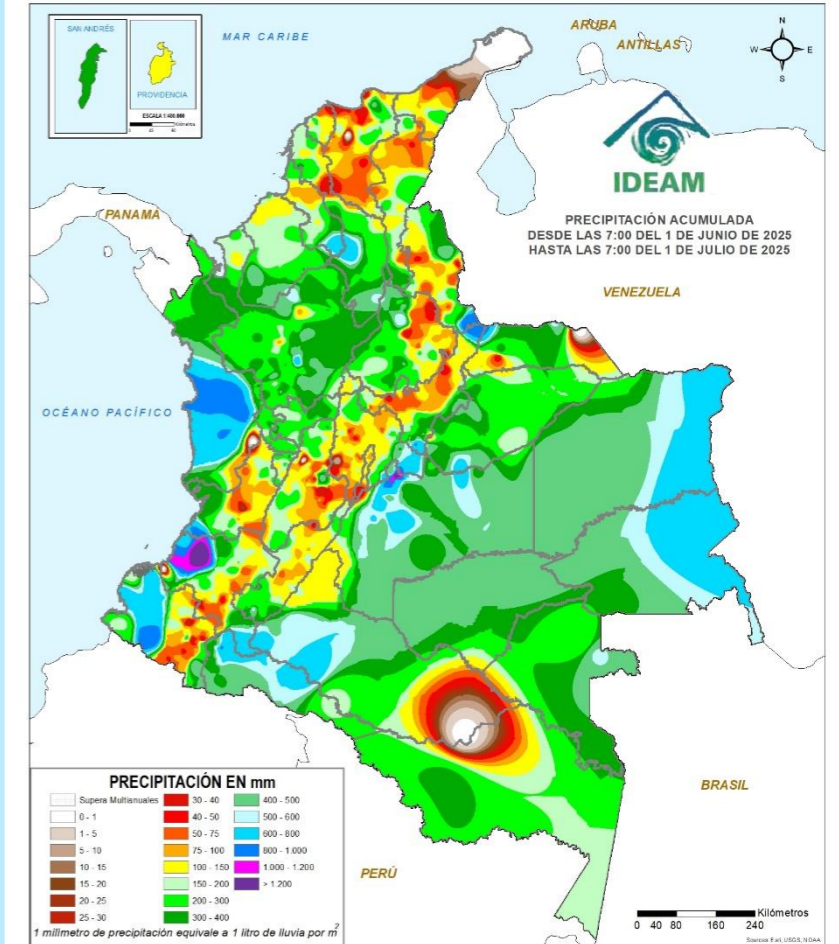 SAN ANDRÉS
PROVIDENCIA
ESCALA 1:400.000
Kilómetros
MAR CARIBE
ARUBA
ANTILLAS
N
W
E
S
IDEAM
PRECIPITACIÓN ACUMULADA
DESDE LAS 7:00 DEL 1 DE JUNIO DE 2025
HASTA LAS 7:00 DEL 1 DE JULIO DE 2025
PANAMÁ
VENEZUELA
OCÉANO PACÍFICO
BRASIL
PERÚ
PRECIPITACIÓN EN mm
Supera Multianuales
0 - 1
1 - 5
5 - 10
10 - 15
15 - 20
20 - 25
25 - 30
30 - 40
40 - 50
50 - 75
75 - 100
100 - 150
150 - 200
200 - 300
300 - 400
400 - 500
500 - 600
600 - 800
800 - 1.000
1.000 - 1.200
> 1.200
1 milímetro de precipitación equivale a 1 litro de lluvia por m²
Kilómetros
0 40 80 160 240
Sources: Esri, USGS, NOAA